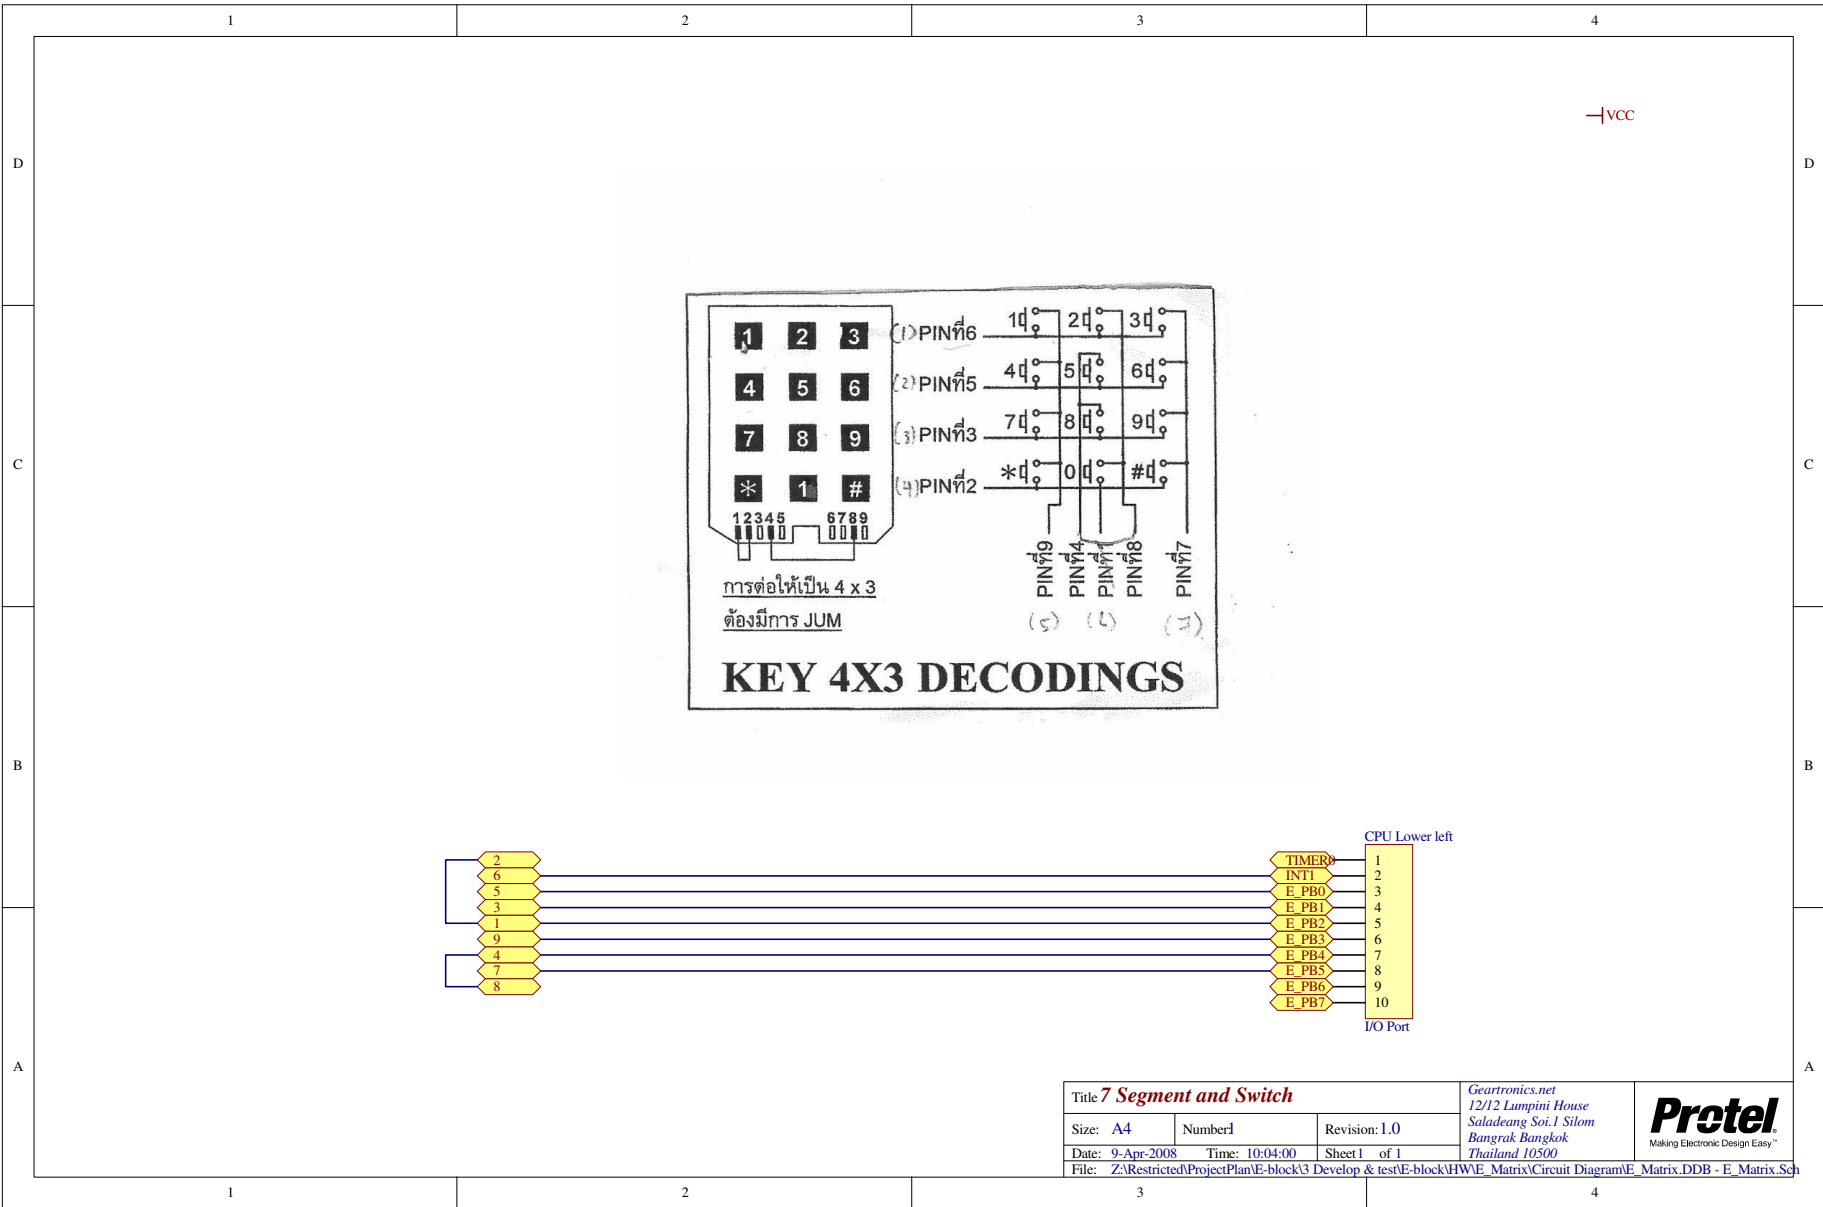 1 2 3 4
D D
VCC
1 2 3 (1) PINที่6 1 2 3
4 5 6 (2) PINที่5 4 5 6
7 8 9 (3) PINที่3 7 8 9
* 1 # (4) PINที่2 * 0 #
12345 6789
PINที่9 PINที่4 PINที่1 PINที่8 PINที่7
(5) (6) (7)
การต่อให้เป็น 4 x 3
ต้องมีการ JUM
KEY 4X3 DECODINGS
C C
B B
CPU Lower left
2 TIMER0 1
6 INT1 2
5 E_PB0 3
3 E_PB1 4
1 E_PB2 5
9 E_PB3 6
4 E_PB4 7
7 E_PB5 8
8 E_PB6 9
E_PB7 10
I/O Port
A A
Title 7 Segment and Switch
Size: A4 Number:1 Revision: 1.0
Date: 9-Apr-2008 Time: 10:04:00 Sheet 1 of 1
File: Z:\Restricted\ProjectPlan\E-block\3 Develop & test\E-block\HW\E_Matrix\Circuit Diagram\E_Matrix.DDB - E_Matrix.Sch
Geartronics.net
12/12 Lumpini House
Saladeang Soi.1 Silom
Bangrak Bangkok
Thailand 10500
Protel
Making Electronic Design Easy™
1 2 3 4